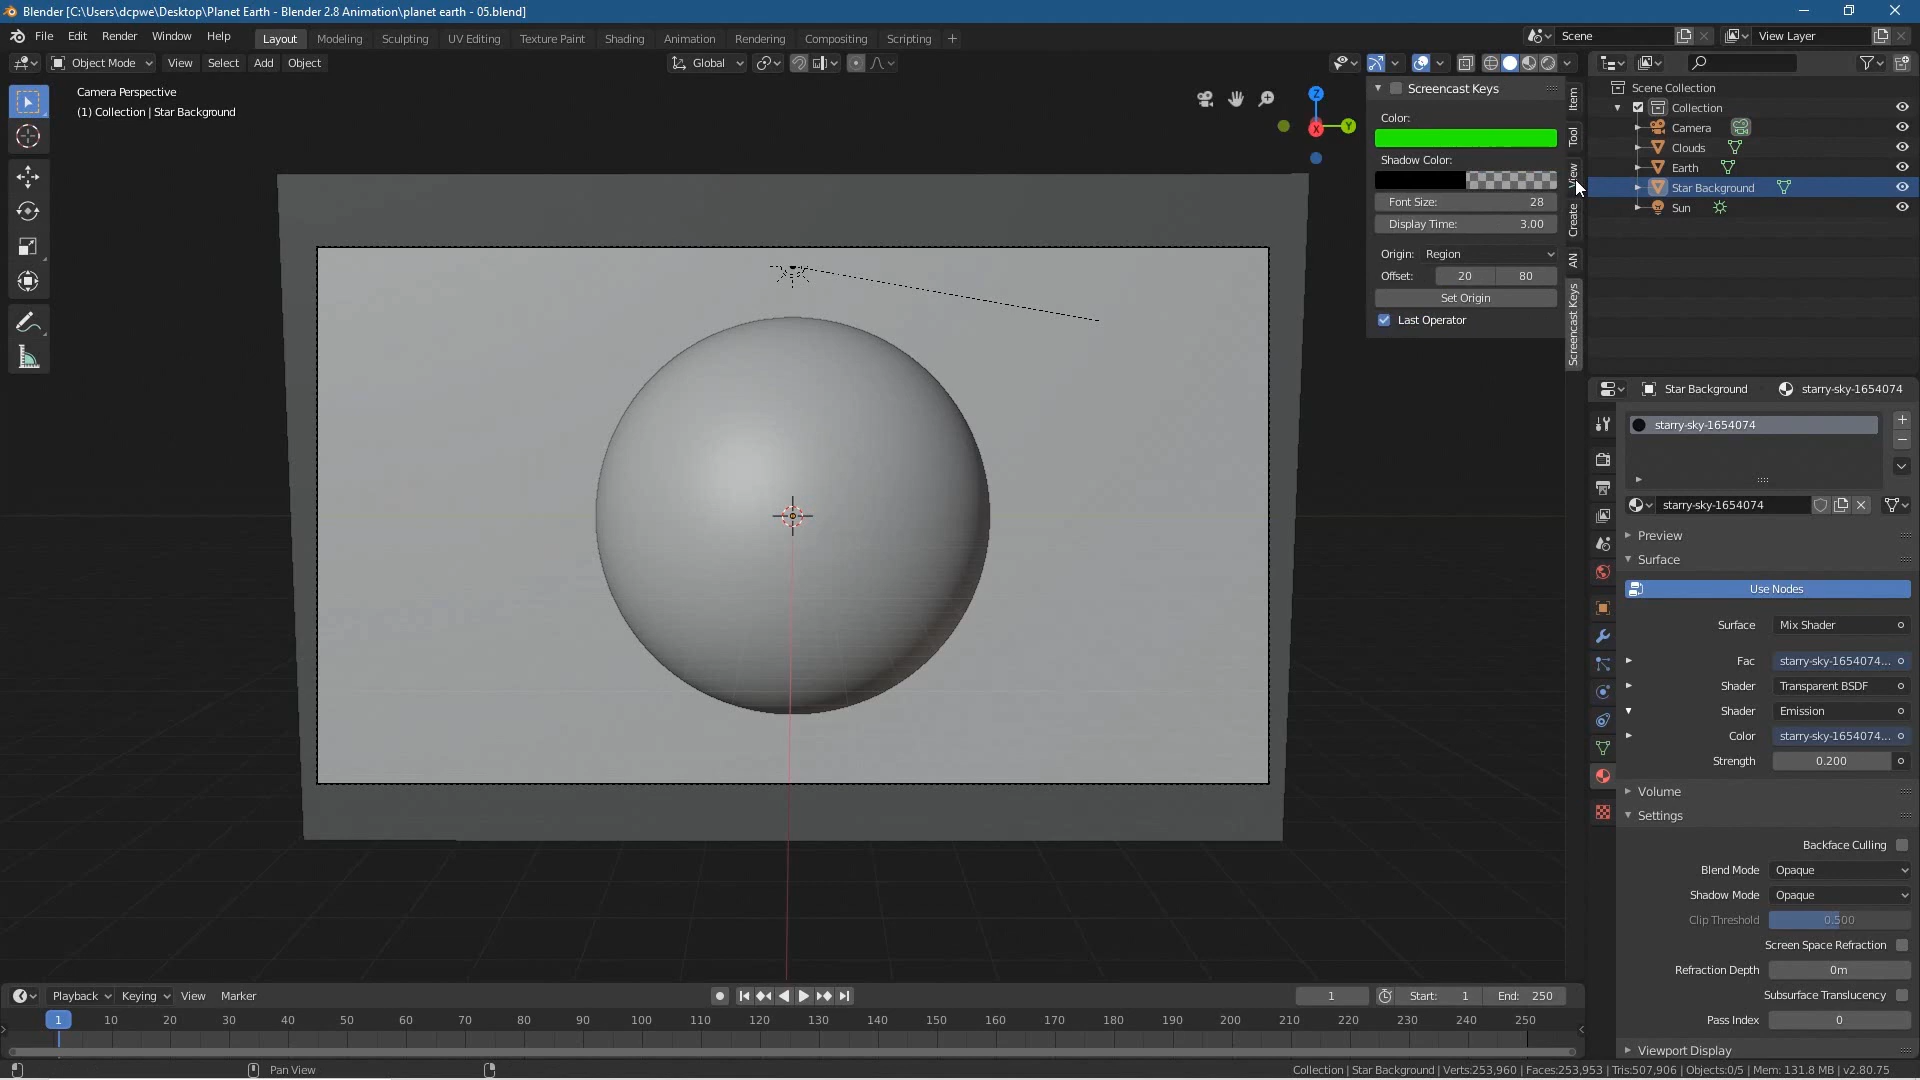 Blender [C:\Users\dcpwe\Desktop\Planet Earth - Blender 2.8 Animation\planet earth - 05.blend]
File Edit Render Window Help Layout Modeling Sculpting UV Editing Texture Paint Shading Animation Rendering Compositing Scripting + Scene View Layer
Object Mode View Select Add Object Global
Camera Perspective
(1) Collection | Star Background
Z
Y
X
Screencast Keys
Color:
Shadow Color:
Font Size: 28
Display Time: 3.00
Origin: Region
Offset: 20 80
Set Origin
Last Operator
Item
Tool
View
Create
AN
Screencast Keys
Scene Collection
Collection
Camera
Clouds
Earth
Star Background
Sun
Star Background starry-sky-1654074
starry-sky-1654074
starry-sky-1654074
Preview
Surface
Use Nodes
Surface Mix Shader
Fac starry-sky-1654074...
Shader Transparent BSDF
Shader Emission
Color starry-sky-1654074...
Strength 0.200
Volume
Settings
Backface Culling
Blend Mode Opaque
Shadow Mode Opaque
Clip Threshold 0.500
Screen Space Refraction
Refraction Depth 0m
Subsurface Translucency
Pass Index 0
Viewport Display
Playback Keying View Marker 1 Start: 1 End: 250
1 10 20 30 40 50 60 70 80 90 100 110 120 130 140 150 160 170 180 190 200 210 220 230 240 250
Pan View
Collection | Star Background | Verts:253,960 | Faces:253,953 | Tris:507,906 | Objects:0/5 | Mem: 131.8 MB | v2.80.75